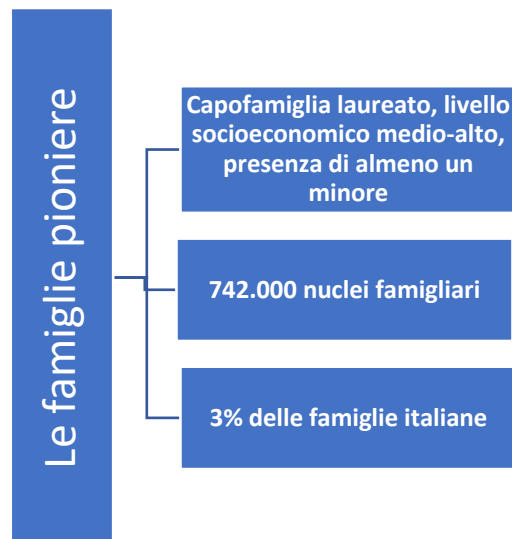 Le famiglie pioniere
Capofamiglia laureato, livello
socioeconomico medio-alto,
presenza di almeno un
minore
742.000 nuclei famigliari
3% delle famiglie italiane